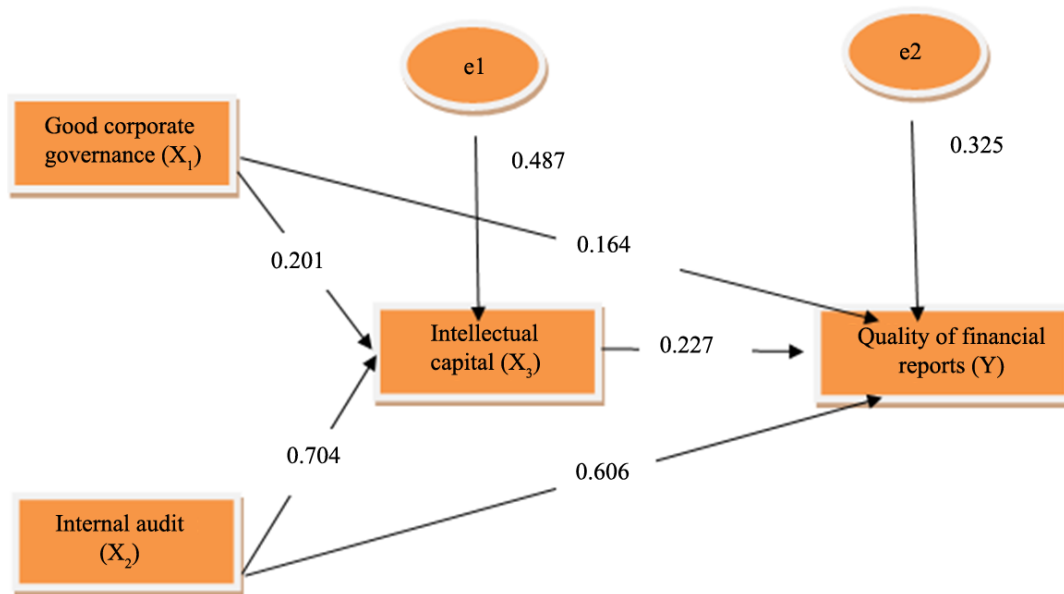 e1
e2
Good corporate
governance (X₁)
0.487
0.325
0.164
0.201
Intellectual
capital (X₃)
0.227
Quality of financial
reports (Y)
0.704
0.606
Internal audit
(X₂)